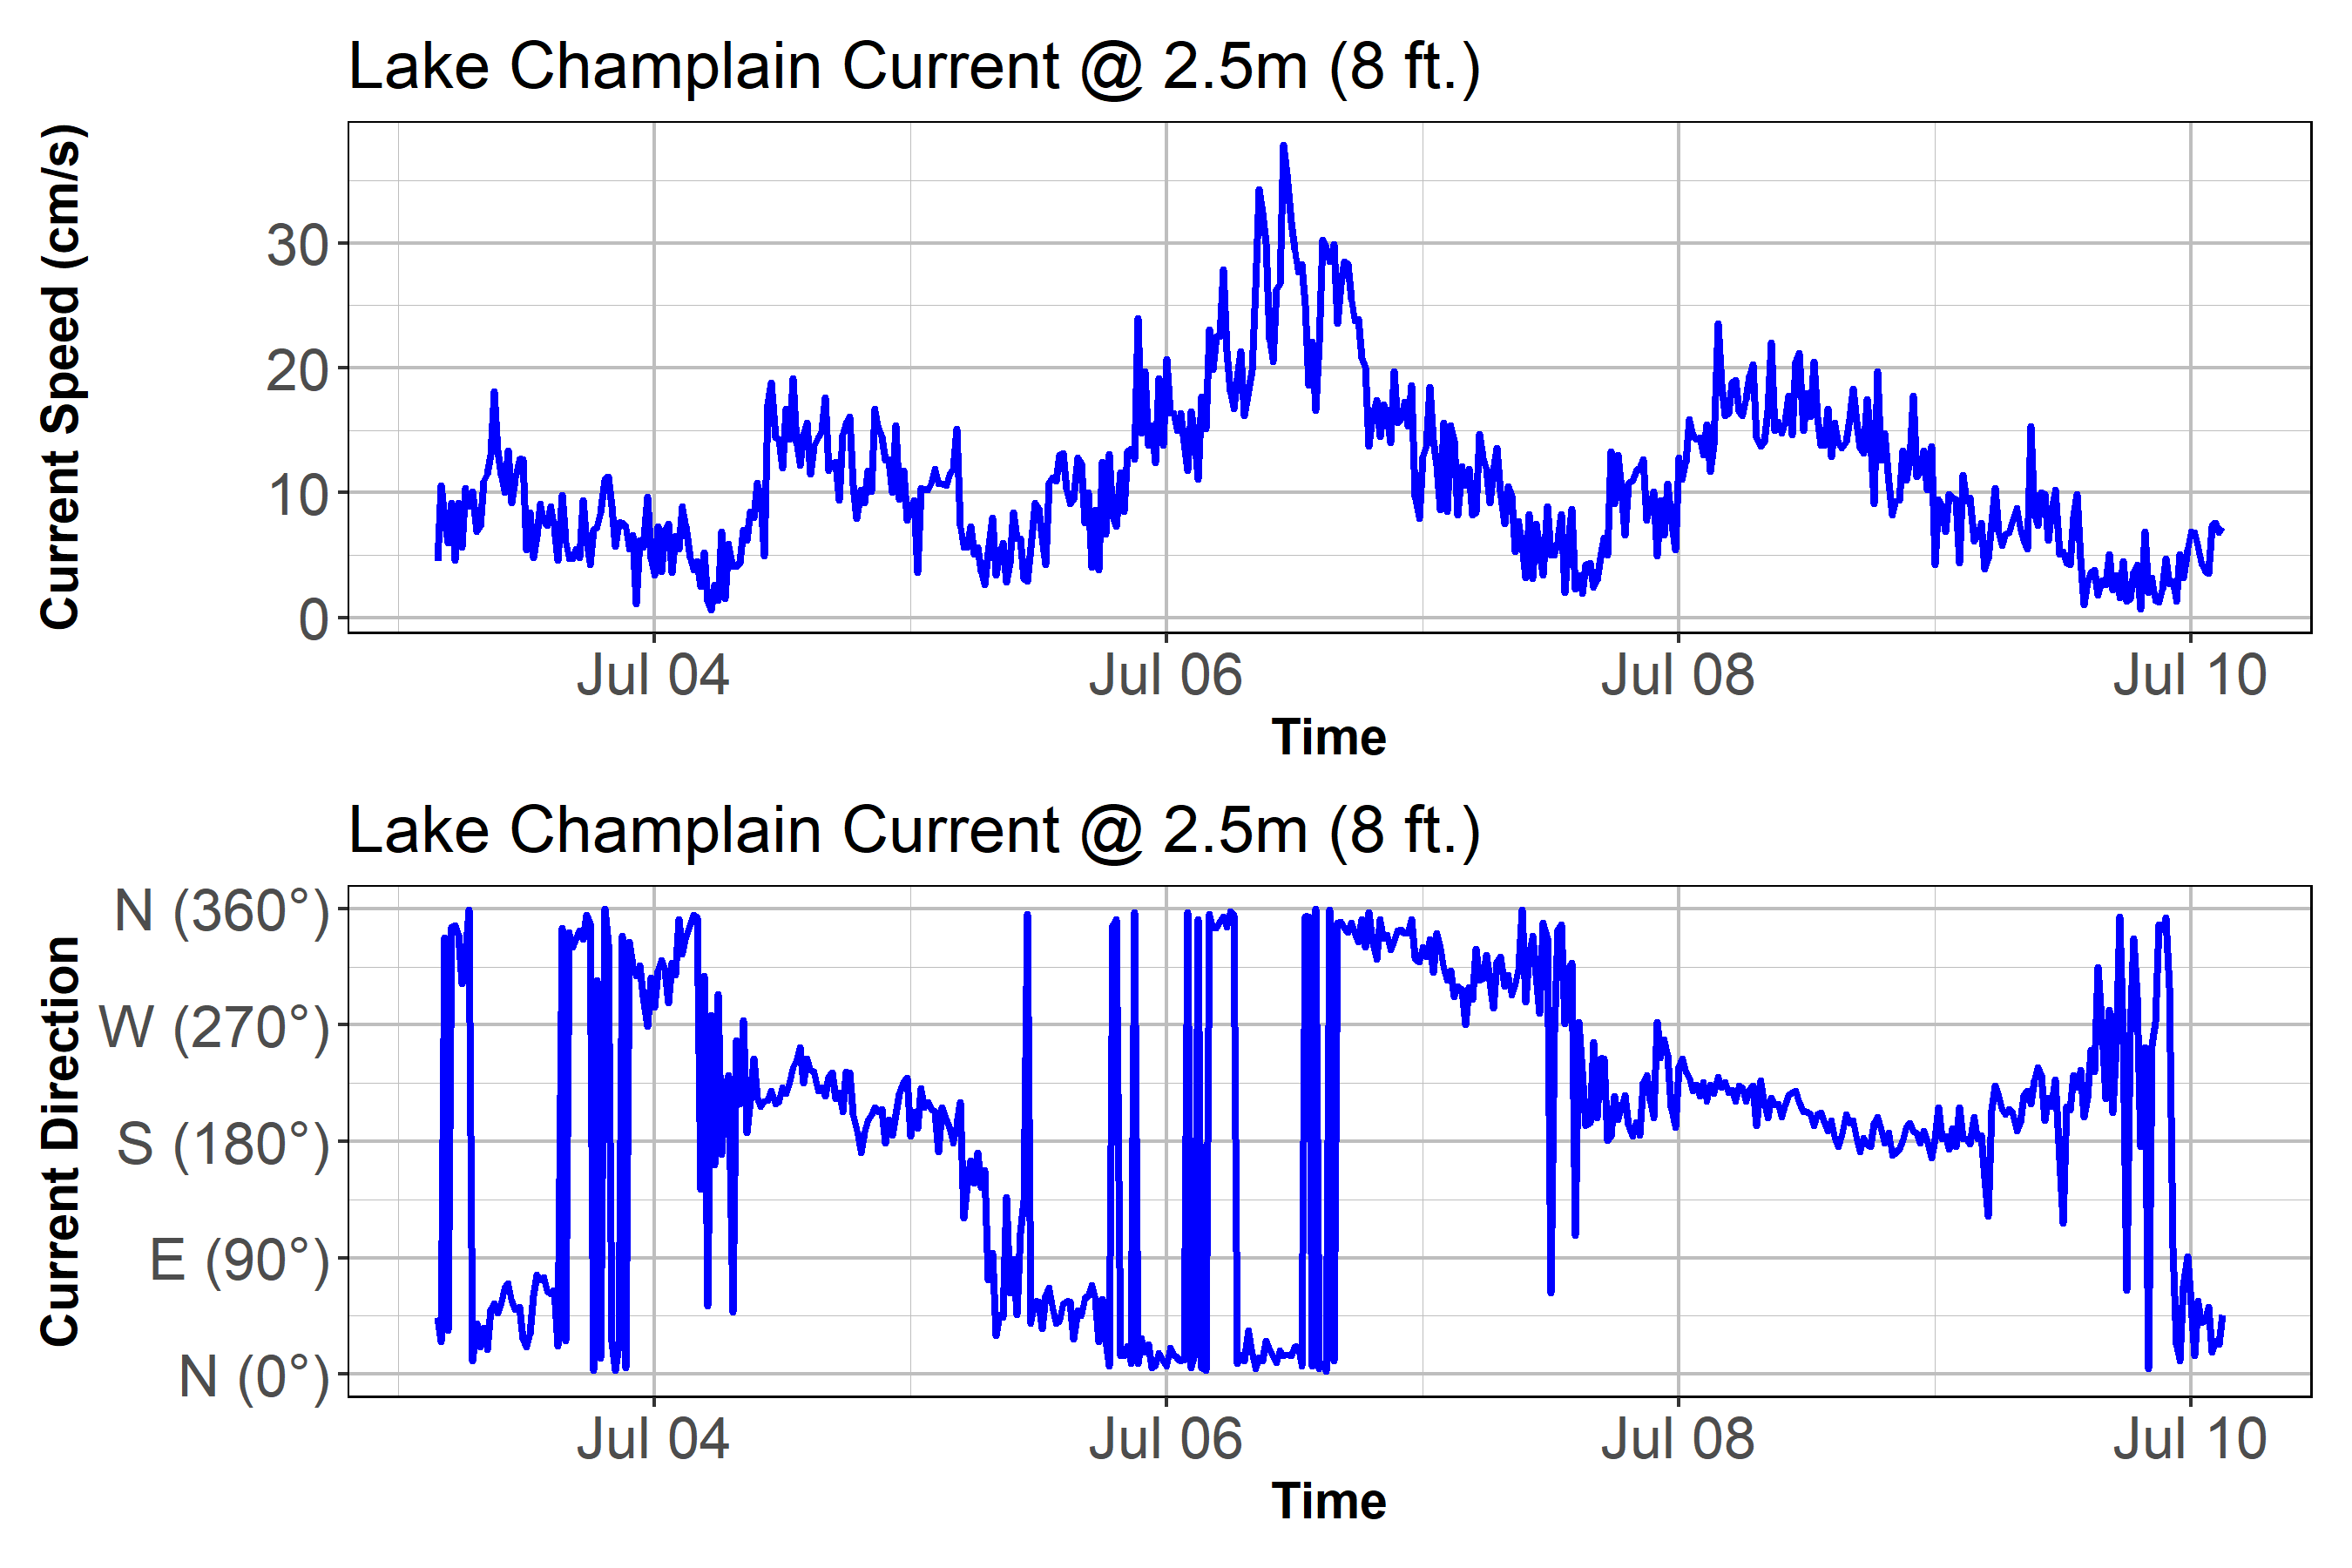 Lake Champlain Current @ 2.5m (8 ft.)
Current Speed (cm/s)
30
20
10
0
Jul 04 Jul 06 Jul 08 Jul 10
Time
Lake Champlain Current @ 2.5m (8 ft.)
Current Direction
N (360°)
W (270°)
S (180°)
E (90°)
N (0°)
Jul 04 Jul 06 Jul 08 Jul 10
Time